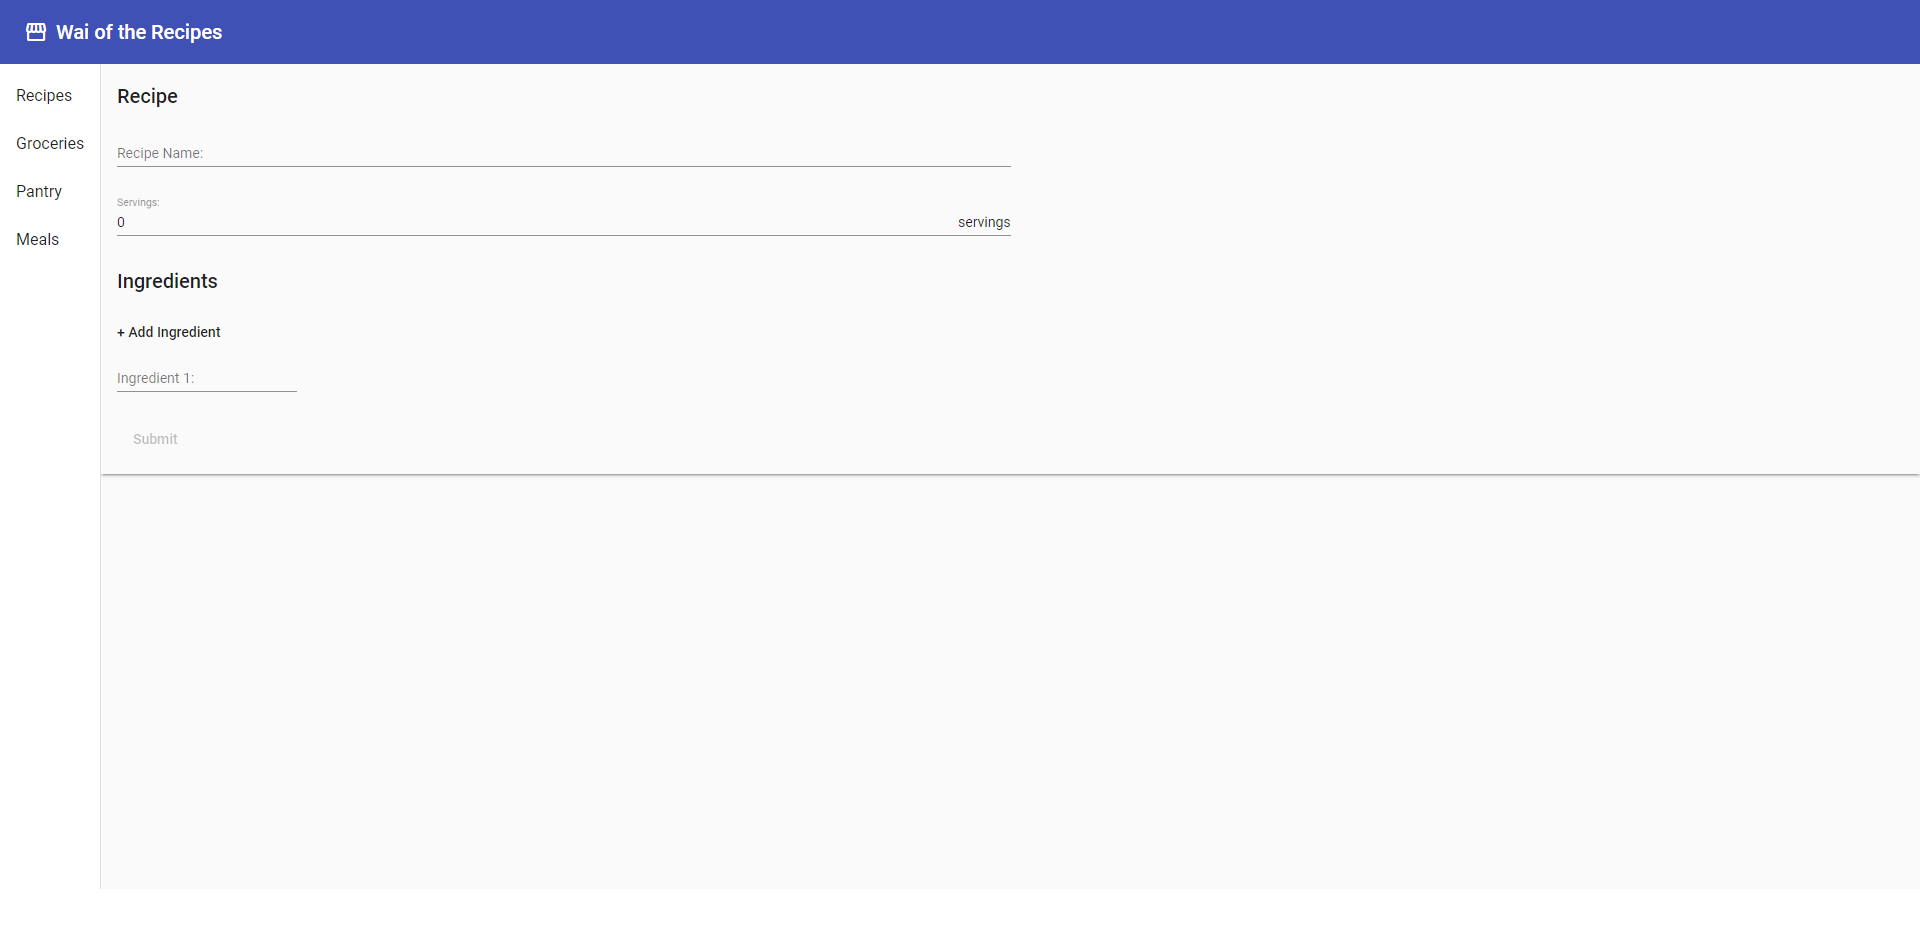 Wai of the Recipes
Recipes
Groceries
Pantry
Meals
Recipe
Recipe Name:
Servings:
0 servings
Ingredients
+ Add Ingredient
Ingredient 1:
Submit